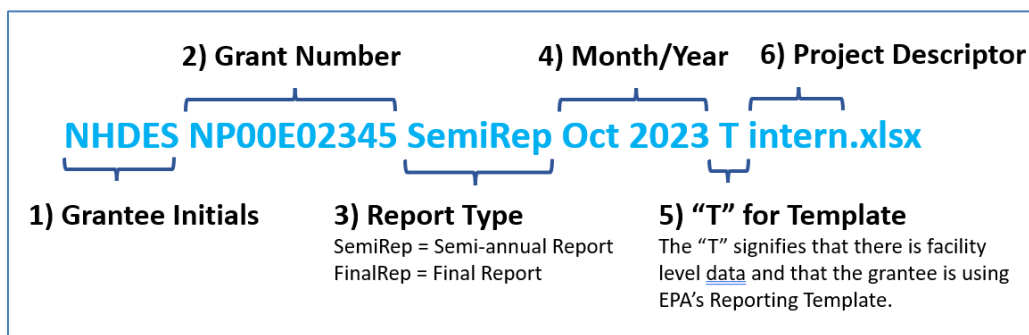 2) Grant Number
4) Month/Year
6) Project Descriptor
NHDES NP00E02345 SemiRep Oct 2023 T intern.xlsx
1) Grantee Initials
3) Report Type
SemiRep = Semi-annual Report
FinalRep = Final Report
5) “T” for Template
The “T” signifies that there is facility
level data and that the grantee is using
EPA’s Reporting Template.